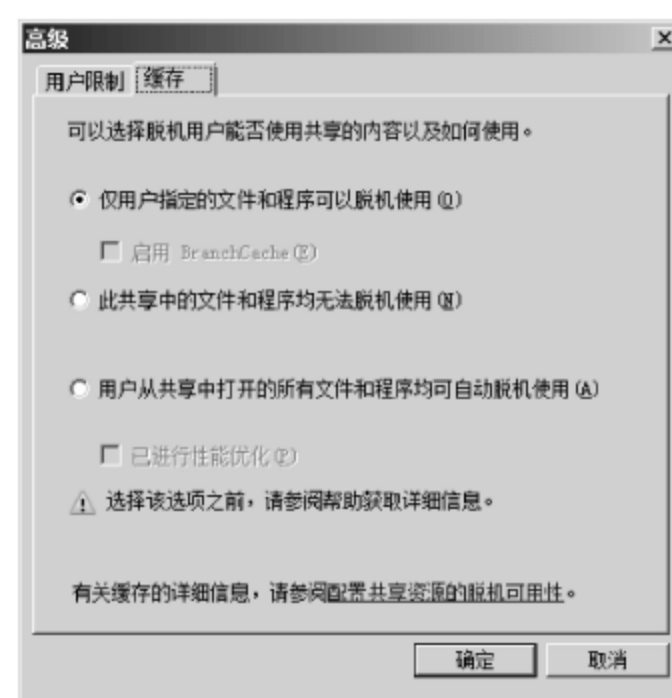 高级
用户限制 缓存
可以选择脱机用户能否使用共享的内容以及如何使用。
仅用户指定的文件和程序可以脱机使用(O)
启用 BranchCache(E)
此共享中的文件和程序均无法脱机使用(N)
用户从共享中打开的所有文件和程序均可自动脱机使用(A)
已进行性能优化(P)
选择该选项之前，请参阅帮助获取详细信息。
有关缓存的详细信息，请参阅配置共享资源的脱机可用性。
确定 取消